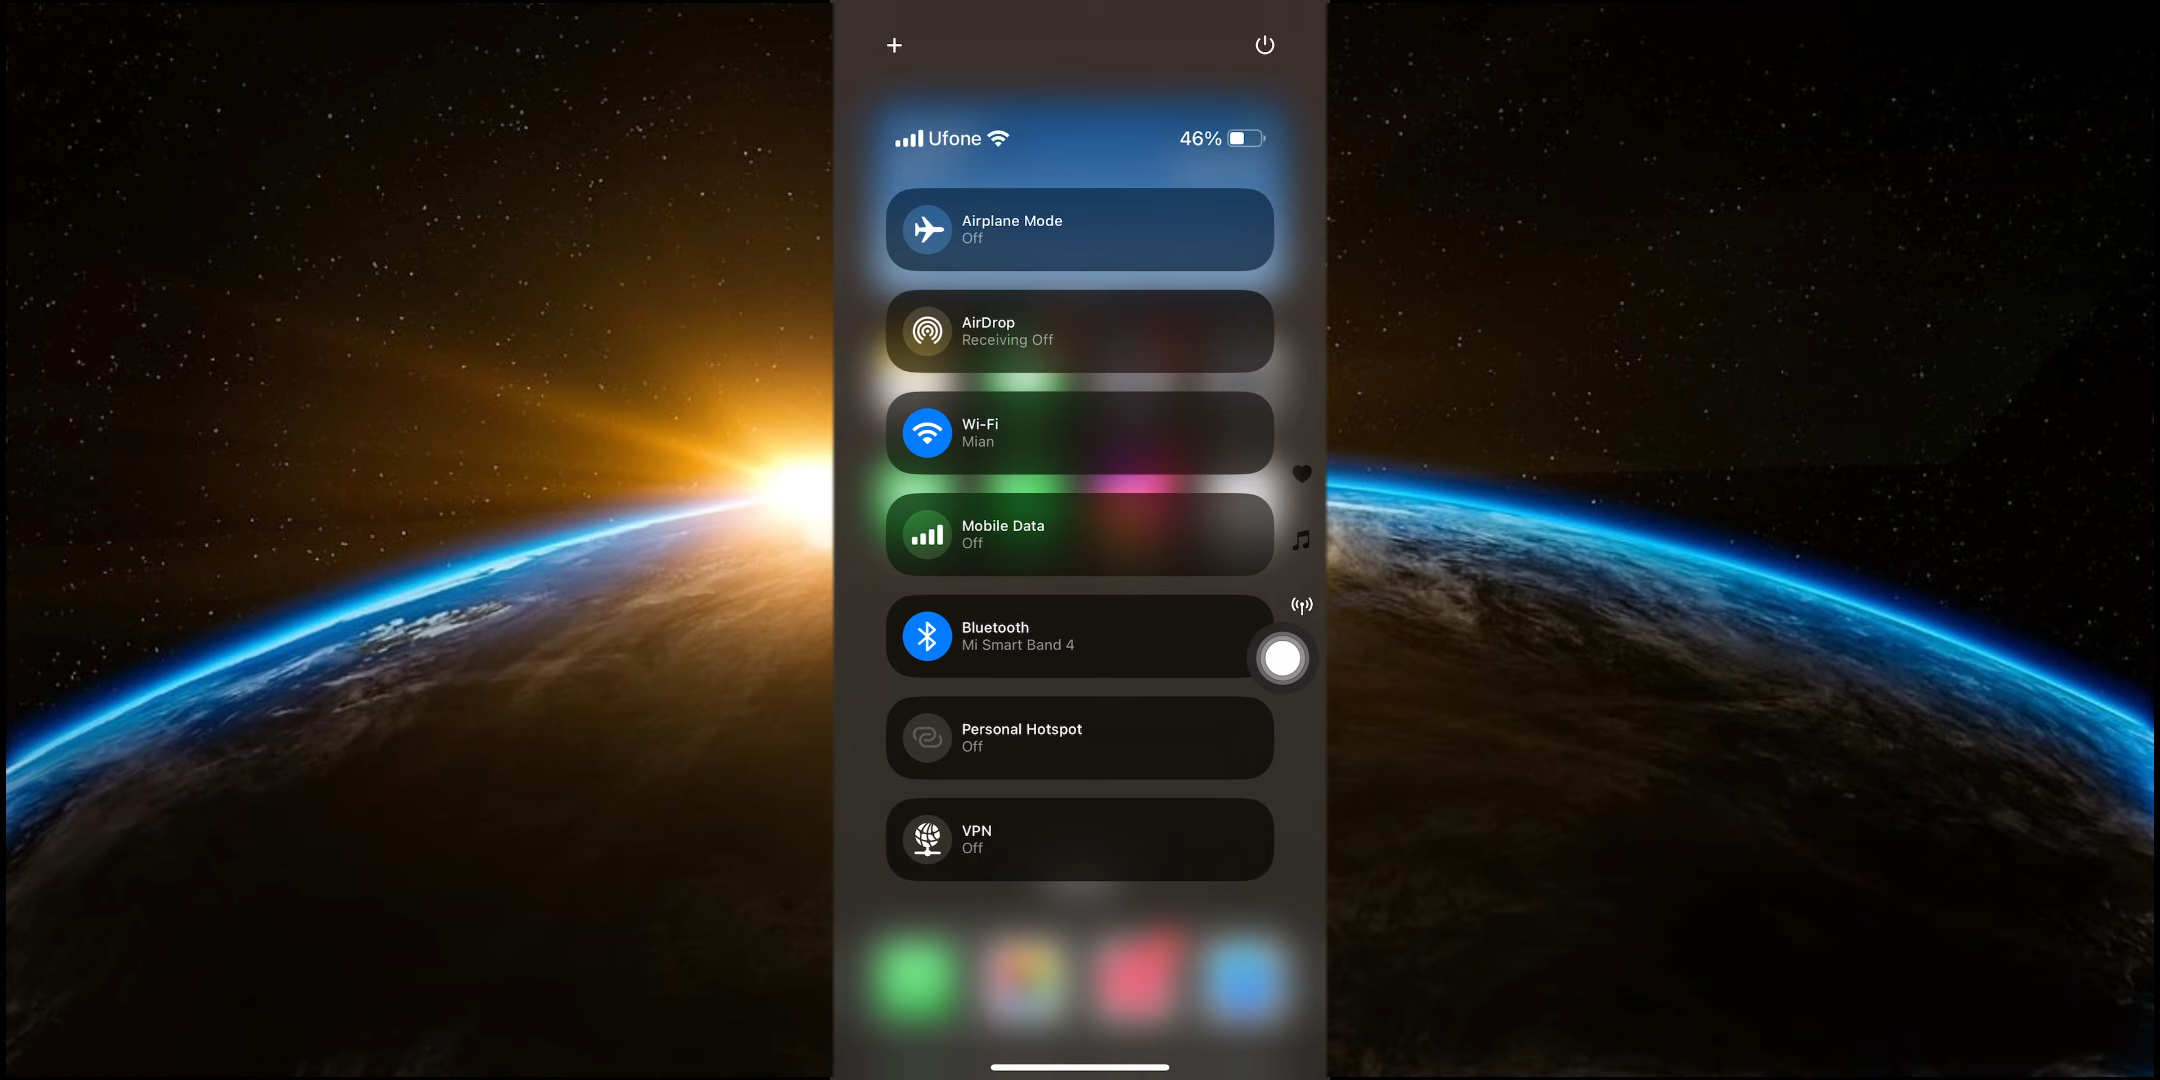 Ufone 46%
Airplane Mode
Off
AirDrop
Receiving Off
Wi-Fi
Mian
Mobile Data
Off
Bluetooth
Mi Smart Band 4
Personal Hotspot
Off
VPN
Off